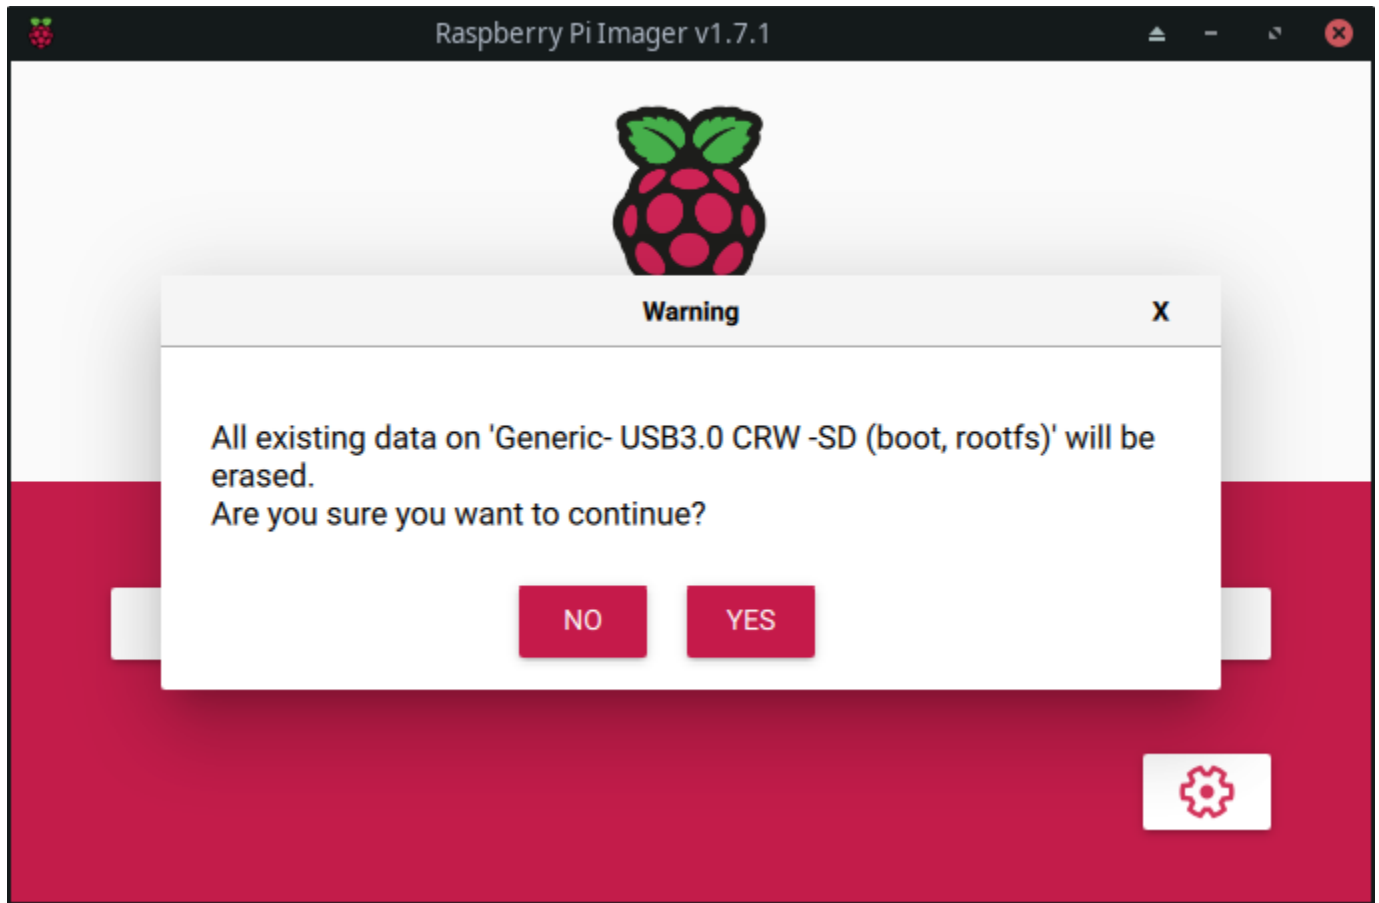 Raspberry Pi Imager v1.7.1
Warning
X
All existing data on 'Generic- USB3.0 CRW -SD (boot, rootfs)' will be
erased.
Are you sure you want to continue?
NO YES